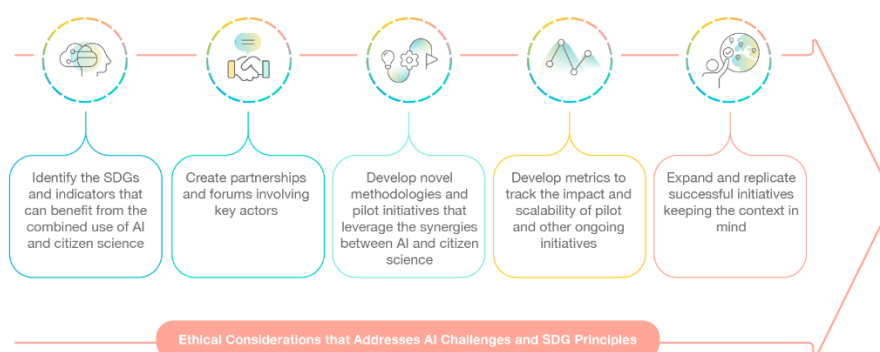 Identify the SDGs
and indicators that
can benefit from the
combined use of AI
and citizen science
Create partnerships
and forums involving
key actors
Develop novel
methodologies and
pilot initiatives that
leverage the synergies
between AI and citizen
science
Develop metrics to
track the impact and
scalability of pilot
and other ongoing
initiatives
Expand and replicate
successful initiatives
keeping the context in
mind
Ethical Considerations that Addresses AI Challenges and SDG Principles